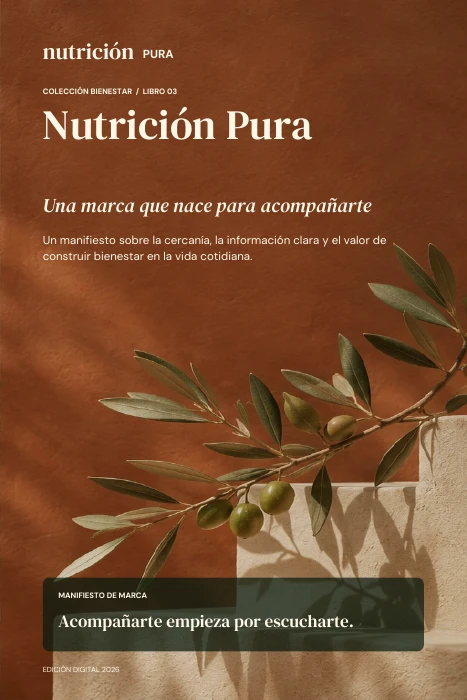 nutrición PURA
COLECCIÓN BIENESTAR / LIBRO 03
Nutrición Pura
Una marca que nace para acompañarte
Un manifiesto sobre la cercanía, la información clara y el valor de
construir bienestar en la vida cotidiana.
MANIFIESTO DE MARCA
Acompañarte empieza por escucharte.
EDICIÓN DIGITAL 2026